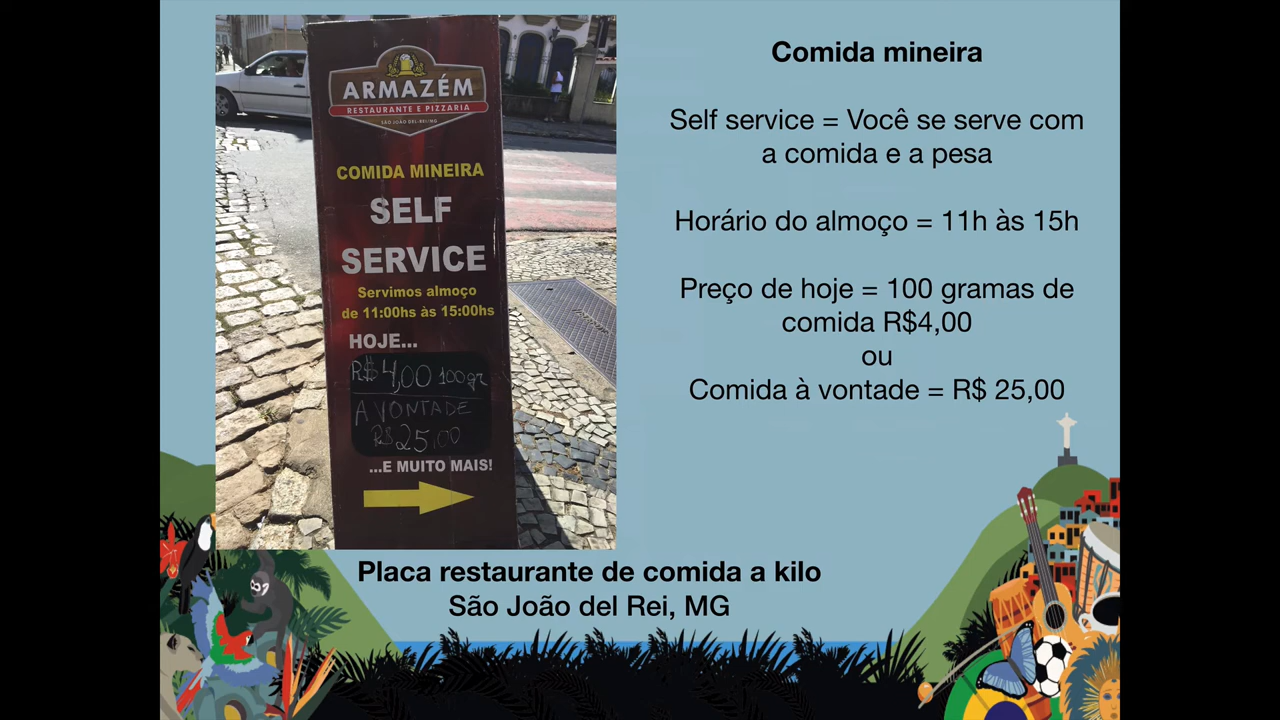 ARMAZÉM
RESTAURANTE E PIZZARIA
SÃO JOÃO DEL-REI/MG
COMIDA MINEIRA
SELF
SERVICE
Servimos almoço
de 11:00hs às 15:00hs
HOJE...
R$4,00 100gr
A VONTADE
R$25,00
...E MUITO MAIS!
Comida mineira
Self service = Você se serve com
a comida e a pesa
Horário do almoço = 11h às 15h
Preço de hoje = 100 gramas de
comida R$4,00
ou
Comida à vontade = R$ 25,00
Placa restaurante de comida a kilo
São João del Rei, MG